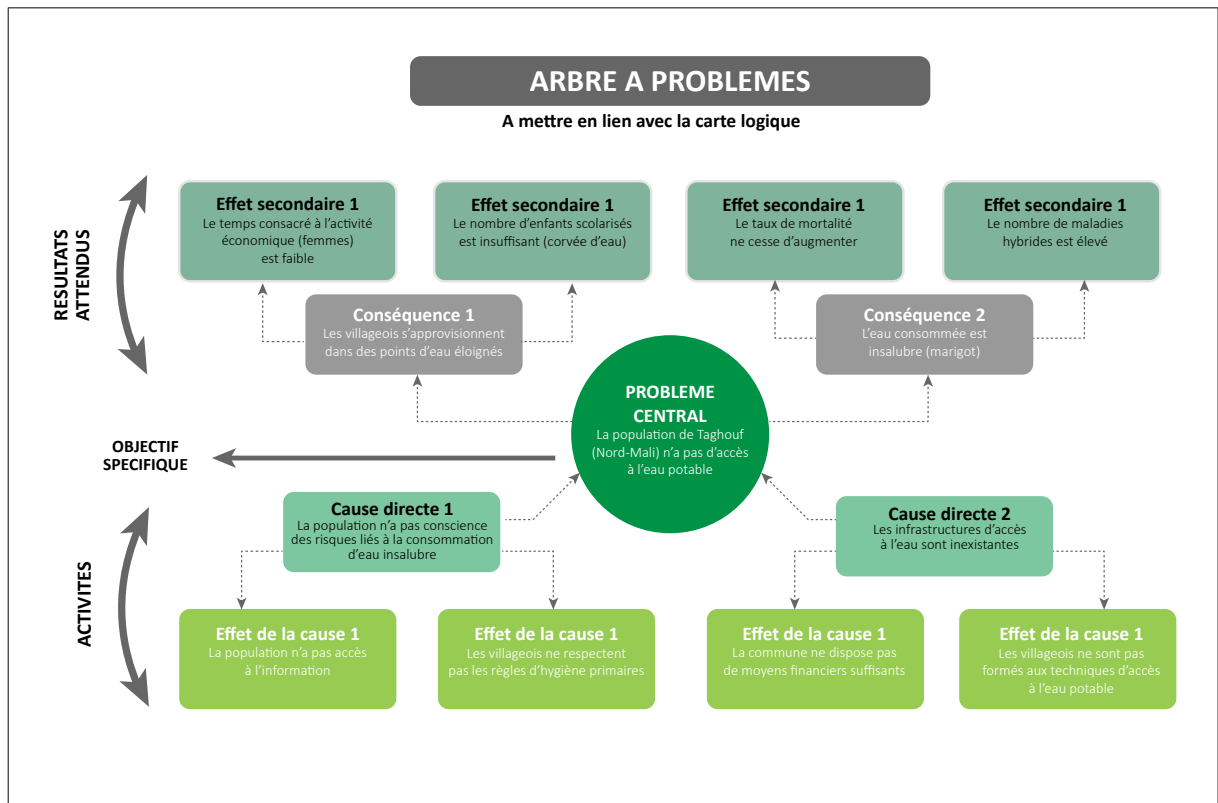 ARBRE A PROBLEMES
A mettre en lien avec la carte logique
RESULTATS
ATTENDUS
Effet secondaire 1
Le temps consacré à l'activité
économique (femmes)
est faible
Effet secondaire 1
Le nombre d'enfants scolarisés
est insuffisant (corvée d'eau)
Effet secondaire 1
Le taux de mortalité
ne cesse d'augmenter
Effet secondaire 1
Le nombre de maladies
hybrides est élevé
Conséquence 1
Les villageois s'approvisionnent
dans des points d'eau éloignés
Conséquence 2
L'eau consommée est
insalubre (marigot)
PROBLEME
CENTRAL
La population de Taghouf
(Nord-Mali) n'a pas d'accès
à l'eau potable
OBJECTIF
SPECIFIQUE
ACTIVITES
Cause directe 1
La population n'a pas conscience
des risques liés à la consommation
d'eau insalubre
Cause directe 2
Les infrastructures d'accès
à l'eau sont inexistantes
Effet de la cause 1
La population n'a pas accès
à l'information
Effet de la cause 1
Les villageois ne respectent
pas les règles d'hygiène primaires
Effet de la cause 1
La commune ne dispose pas
de moyens financiers suffisants
Effet de la cause 1
Les villageois ne sont pas
formés aux techniques d'accès
à l'eau potable